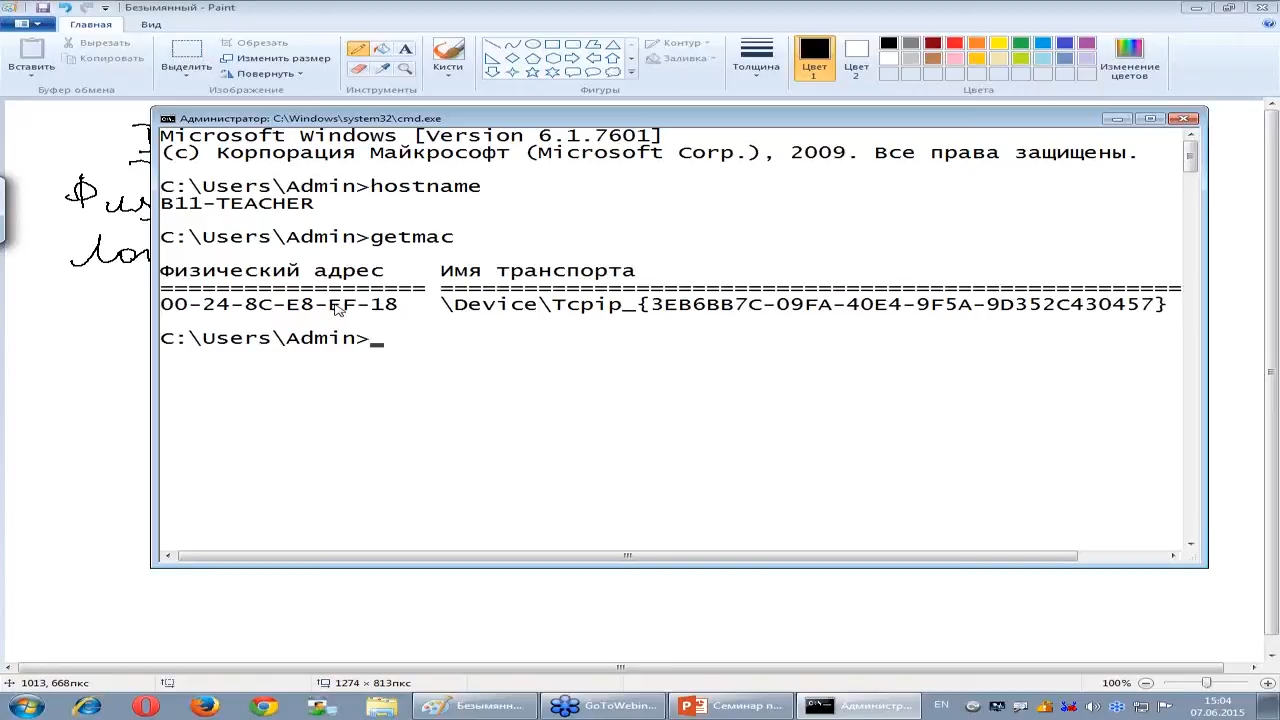 Безымянный - Paint
Главная
Вид
Вставить
Вырезать
Копировать
Буфер обмена
Выделить
Обрезать
Изменить размер
Повернуть
Изображение
Инструменты
Кисти
Фигуры
Контур
Заливка
Толщина
Цвет 1
Цвет 2
Изменение цветов
Цвета
Администратор: C:\Windows\system32\cmd.exe
Microsoft Windows [Version 6.1.7601]
(c) Корпорация Майкрософт (Microsoft Corp.), 2009. Все права защищены.
C:\Users\Admin>hostname
B11-TEACHER
C:\Users\Admin>getmac
Физический адрес Имя транспорта
=================== ==========================================================
00-24-8C-E8-FF-18 \Device\Tcpip_{3EB6BB7C-09FA-40E4-9F5A-9D352C430457}
C:\Users\Admin>_
1013, 668пкс
1274 × 813пкс
100%
Безымянн...
GoToWebin...
Семинар п...
Администр...
EN
15:04
07.06.2015